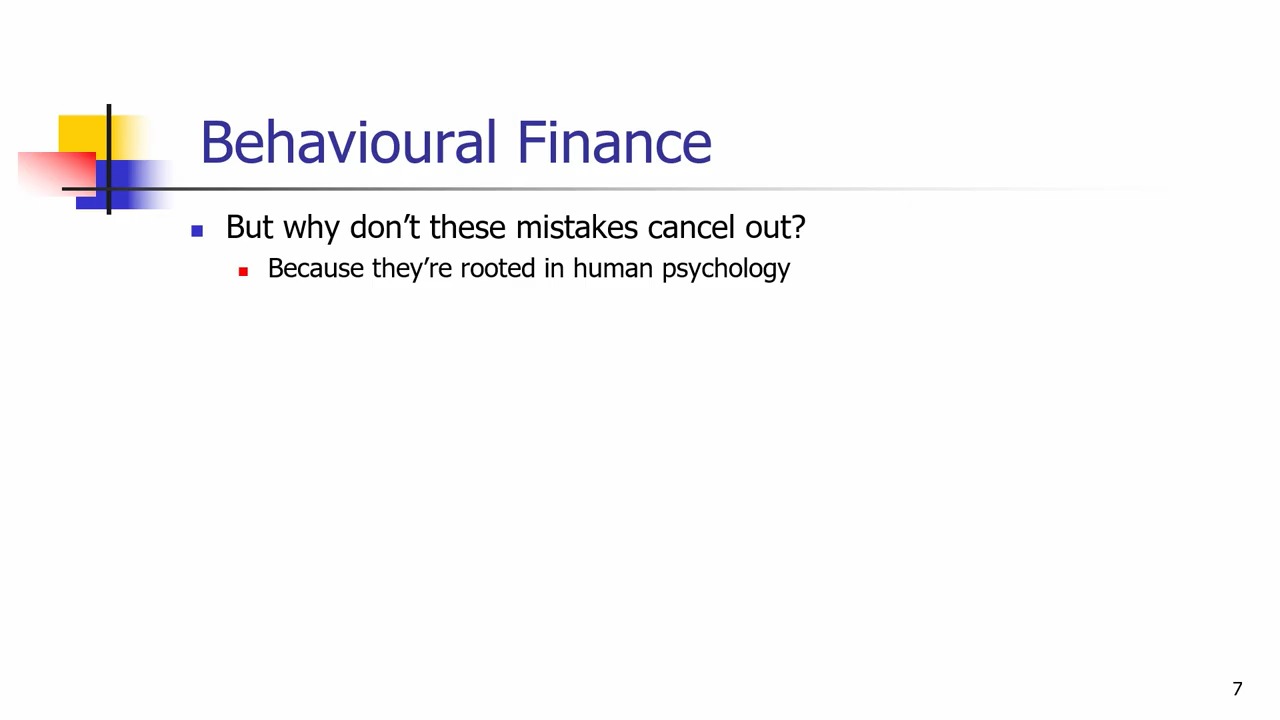 Behavioural Finance
But why don’t these mistakes cancel out?
Because they’re rooted in human psychology
7